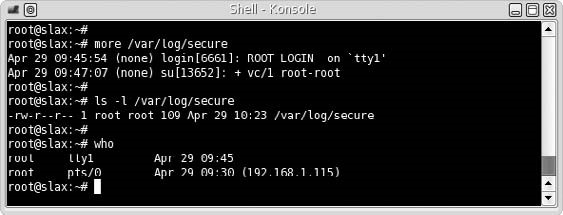 Shell - Konsole
root@slax:~#
root@slax:~# more /var/log/secure
Apr 29 09:45:54 (none) login[6661]: ROOT LOGIN  on `tty1'
Apr 29 09:47:07 (none) su[13652]: + vc/1 root-root
root@slax:~#
root@slax:~# ls -l /var/log/secure
-rw-r--r-- 1 root root 109 Apr 29 10:23 /var/log/secure
root@slax:~#
root@slax:~# who
root     tty1         Apr 29 09:45
root     pts/0        Apr 29 09:30 (192.168.1.115)
root@slax:~#